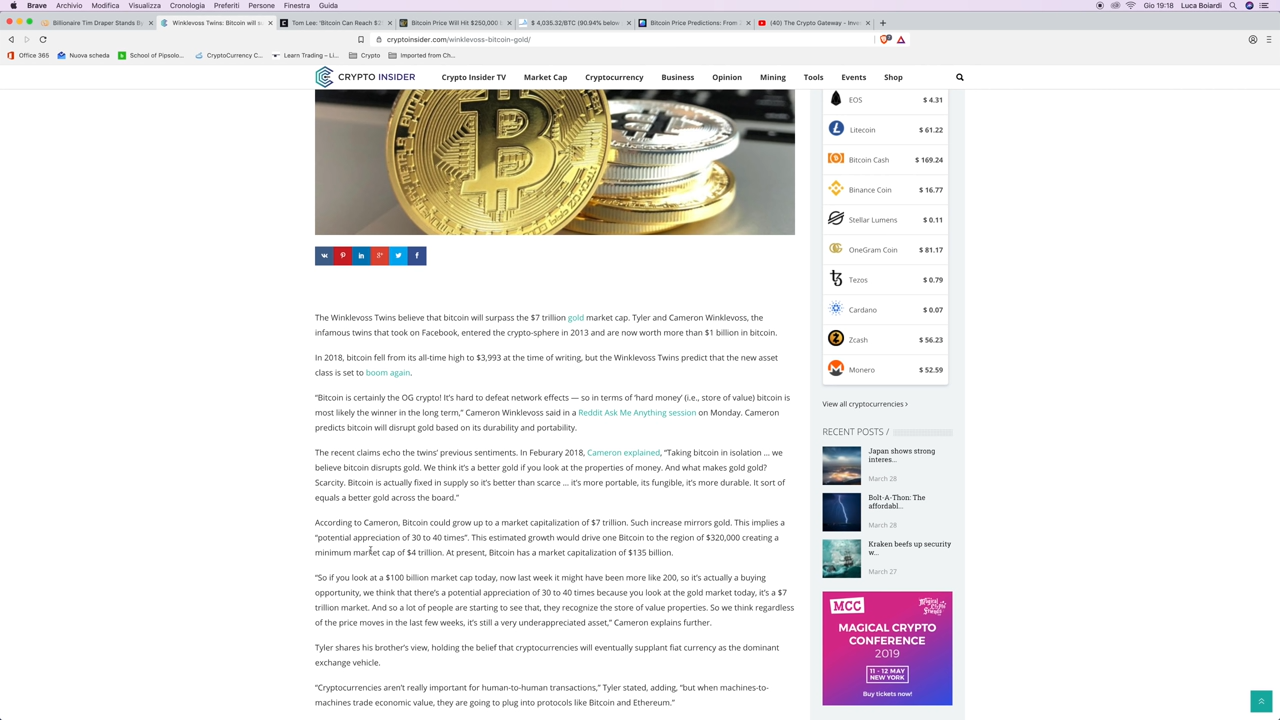 Brave Archivio Modifica Visualizza Cronologia Preferiti Persone Finestra Aiuto Gio 19:18 Luca Boiardi
Billionaire Tim Draper Stands By
Winklevoss Twins: Bitcoin will s
Tom Lee: 'Bitcoin Can Reach $2
Bitcoin Price Will Hit $250,000
$ 4,035.32/BTC (90.94% below
Bitcoin Price Predictions: From
(40) The Crypto Gateway - Inve
cryptoinsider.com/winklevoss-bitcoin-gold/
Office 365 Nuova scheda School of Pipsolo... CryptoCurrency C... Learn Trading – Li... Crypto Imported from Ch...
CRYPTO INSIDER Crypto Insider TV Market Cap Cryptocurrency Business Opinion Mining Tools Events Shop
The Winklevoss Twins believe that bitcoin will surpass the $7 trillion gold market cap. Tyler and Cameron Winklevoss, the
infamous twins that took on Facebook, entered the crypto-sphere in 2013 and are now worth more than $1 billion in bitcoin.
In 2018, bitcoin fell from its all-time high to $3,993 at the time of writing, but the Winklevoss Twins predict that the new asset
class is set to boom again.
“Bitcoin is certainly the OG crypto! It’s hard to defeat network effects — so in terms of ‘hard money’ (i.e., store of value) bitcoin is
most likely the winner in the long term,” Cameron Winklevoss said in a Reddit Ask Me Anything session on Monday. Cameron
predicts bitcoin will disrupt gold based on its durability and portability.
The recent claims echo the twins’ previous sentiments. In Feburary 2018, Cameron explained, “Taking bitcoin in isolation … we
believe bitcoin disrupts gold. We think it’s a better gold if you look at the properties of money. And what makes gold gold?
Scarcity. Bitcoin is actually fixed in supply so it’s better than scarce … it’s more portable, its fungible, it’s more durable. It sort of
equals a better gold across the board.”
According to Cameron, Bitcoin could grow up to a market capitalization of $7 trillion. Such increase mirrors gold. This implies a
“potential appreciation of 30 to 40 times”. This estimated growth would drive one Bitcoin to the region of $320,000 creating a
minimum market cap of $4 trillion. At present, Bitcoin has a market capitalization of $135 billion.
“So if you look at a $100 billion market cap today, now last week it might have been more like 200, so it’s actually a buying
opportunity, we think that there’s a potential appreciation of 30 to 40 times because you look at the gold market today, it’s a $7
trillion market. And so a lot of people are starting to see that, they recognize the store of value properties. So we think regardless
of the price moves in the last few weeks, it’s still a very underappreciated asset,” Cameron explains further.
Tyler shares his brother’s view, holding the belief that cryptocurrencies will eventually supplant fiat currency as the dominant
exchange vehicle.
“Cryptocurrencies aren’t really important for human-to-human transactions,” Tyler stated, adding, “but when machines-to-
machines trade economic value, they are going to plug into protocols like Bitcoin and Ethereum.”
EOS $ 4.31
Litecoin $ 61.22
Bitcoin Cash $ 169.24
Binance Coin $ 16.77
Stellar Lumens $ 0.11
OneGram Coin $ 81.17
Tezos $ 0.79
Cardano $ 0.07
Zcash $ 56.23
Monero $ 52.59
View all cryptocurrencies
RECENT POSTS /
Japan shows strong
interes...
March 28
Bolt-A-Thon: The
affordabl...
March 28
Kraken beefs up security
w...
March 27
MCC
MAGICAL CRYPTO
CONFERENCE
2019
11 - 12 MAY
NEW YORK
Buy tickets now!